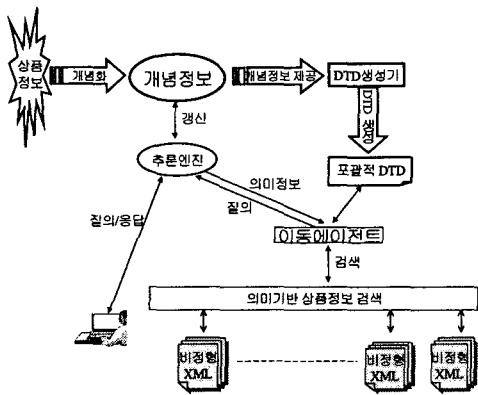 상품
정보
개념화
개념정보
개념정보 제공
DTD생성기
DTD 생성
갱신
추론엔진
포괄적 DTD
의미정보
질의
질의/응답
이동에이전트
검색
의미기반 상품정보 검색
비정형
XML
비정형
XML
비정형
XML